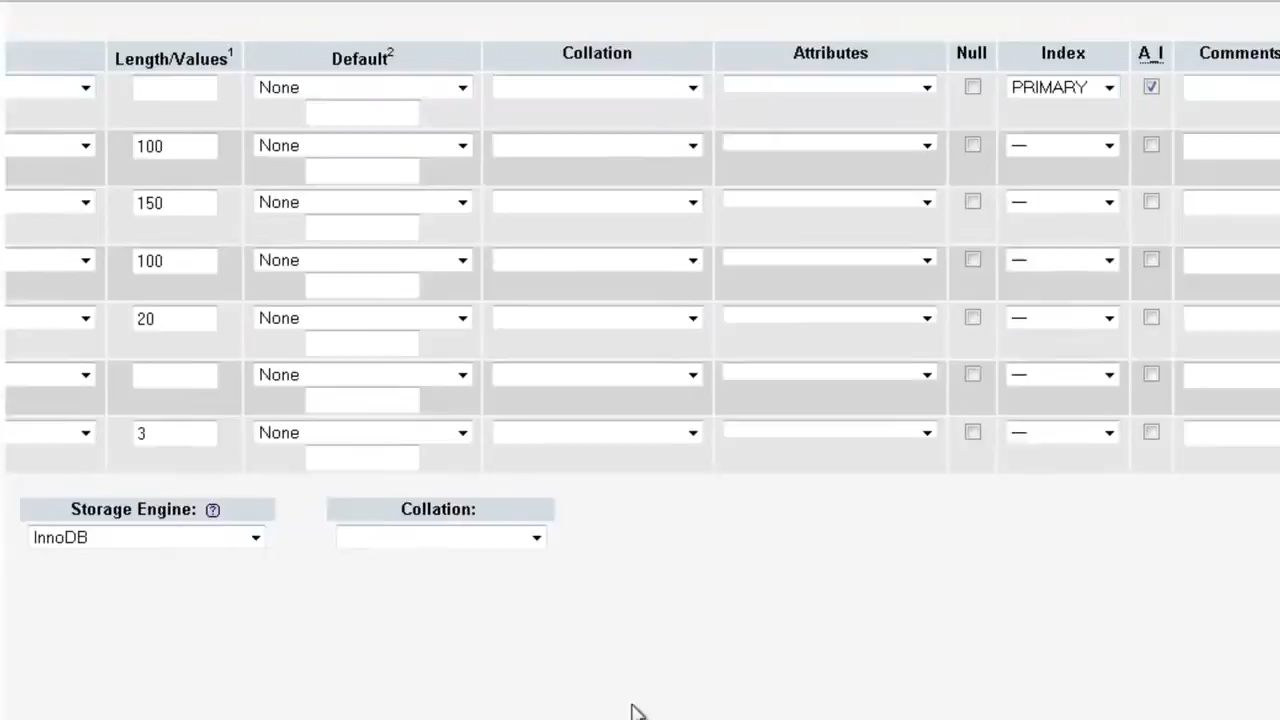 Length/Values1 Default2 Collation Attributes Null Index A_I Comments
None PRIMARY
100 None —
150 None —
100 None —
20 None —
None —
3 None —
Storage Engine: Collation:
InnoDB